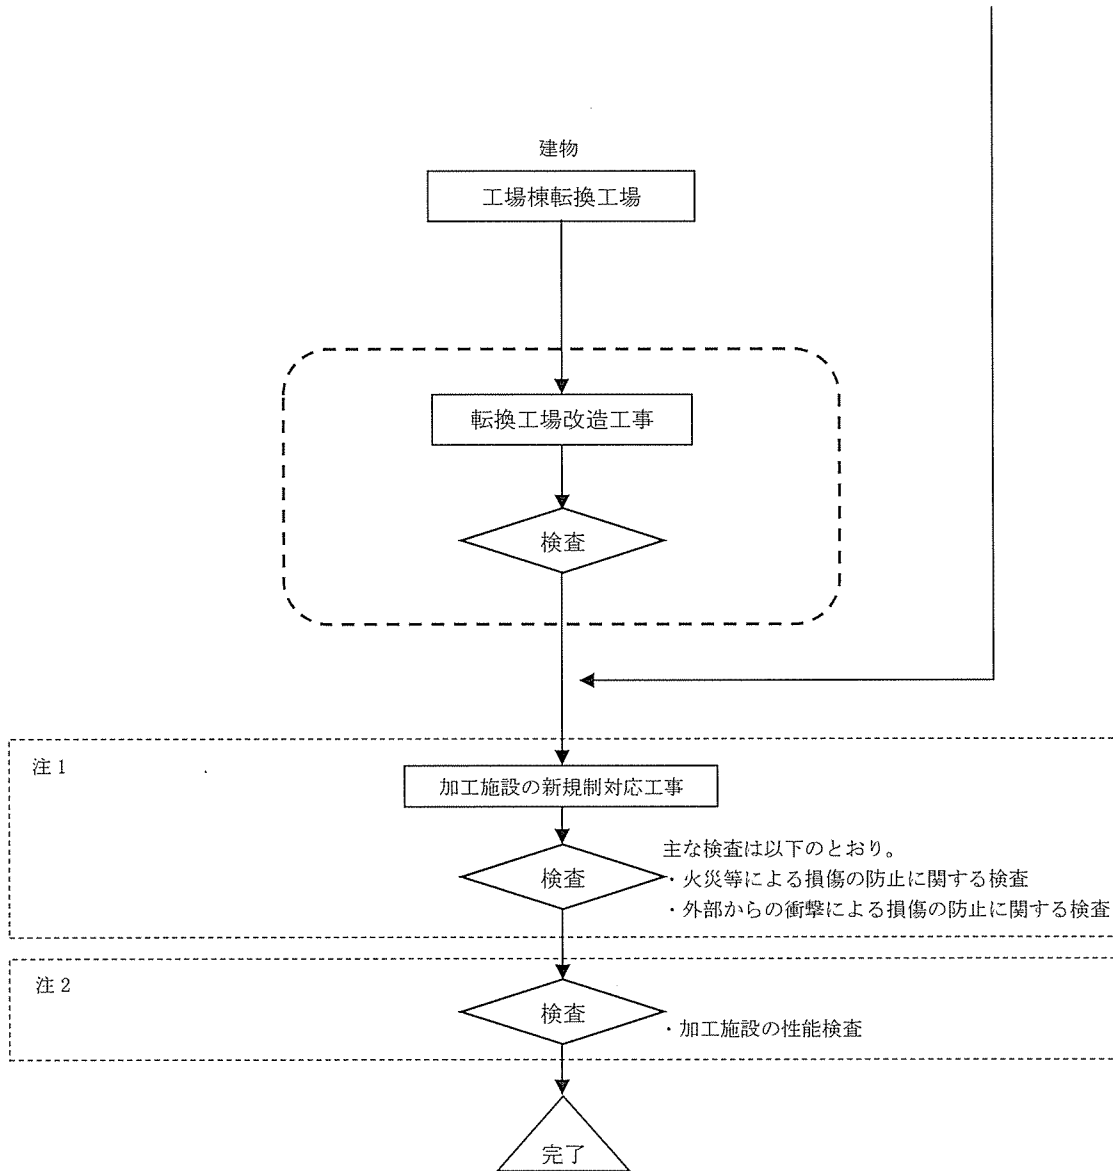 建物
工場棟転換工場
転換工場改造工事
検査
注1
加工施設の新規制対応工事
検査
主な検査は以下のとおり。
・火災等による損傷の防止に関する検査
・外部からの衝撃による損傷の防止に関する検査
注2
検査
・加工施設の性能検査
完了